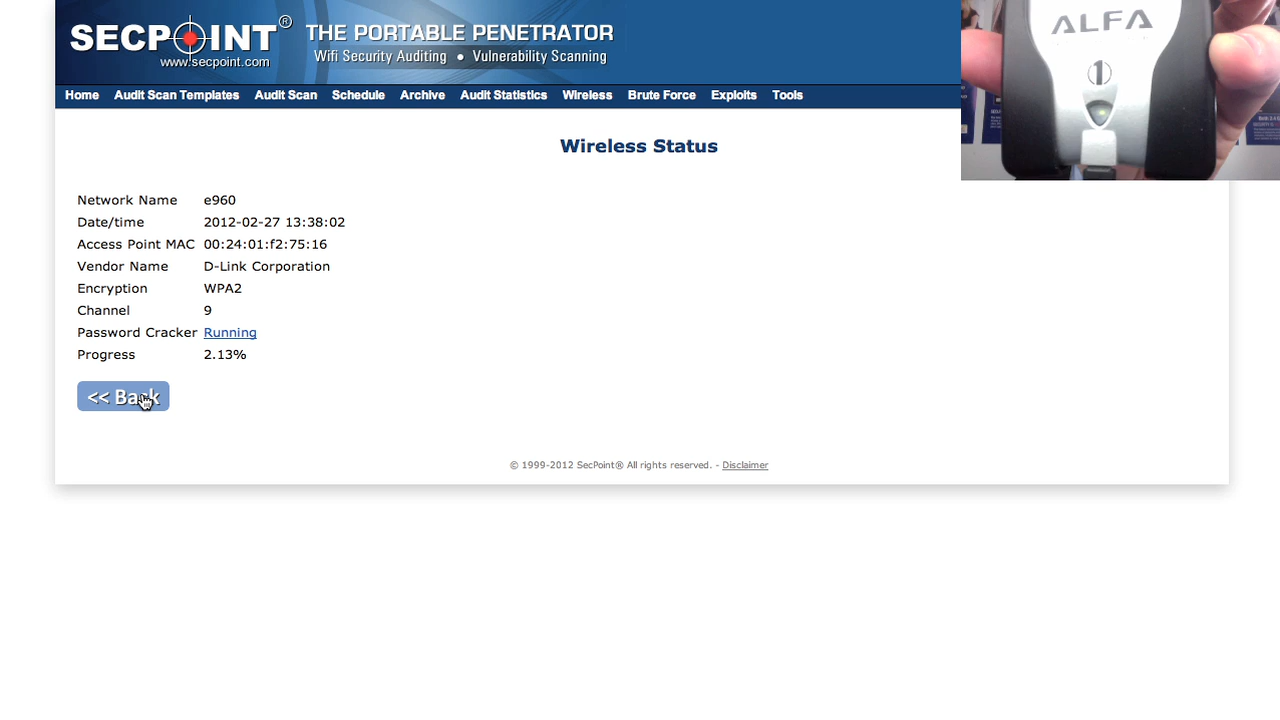 SECPOINT®
www.secpoint.com
THE PORTABLE PENETRATOR
Wifi Security Auditing ● Vulnerability Scanning
ALFA
1
Home Audit Scan Templates Audit Scan Schedule Archive Audit Statistics Wireless Brute Force Exploits Tools
Wireless Status
Network Name e960
Date/time 2012-02-27 13:38:02
Access Point MAC 00:24:01:f2:75:16
Vendor Name D-Link Corporation
Encryption WPA2
Channel 9
Password Cracker Running
Progress 2.13%
<< Back
© 1999-2012 SecPoint® All rights reserved. - Disclaimer